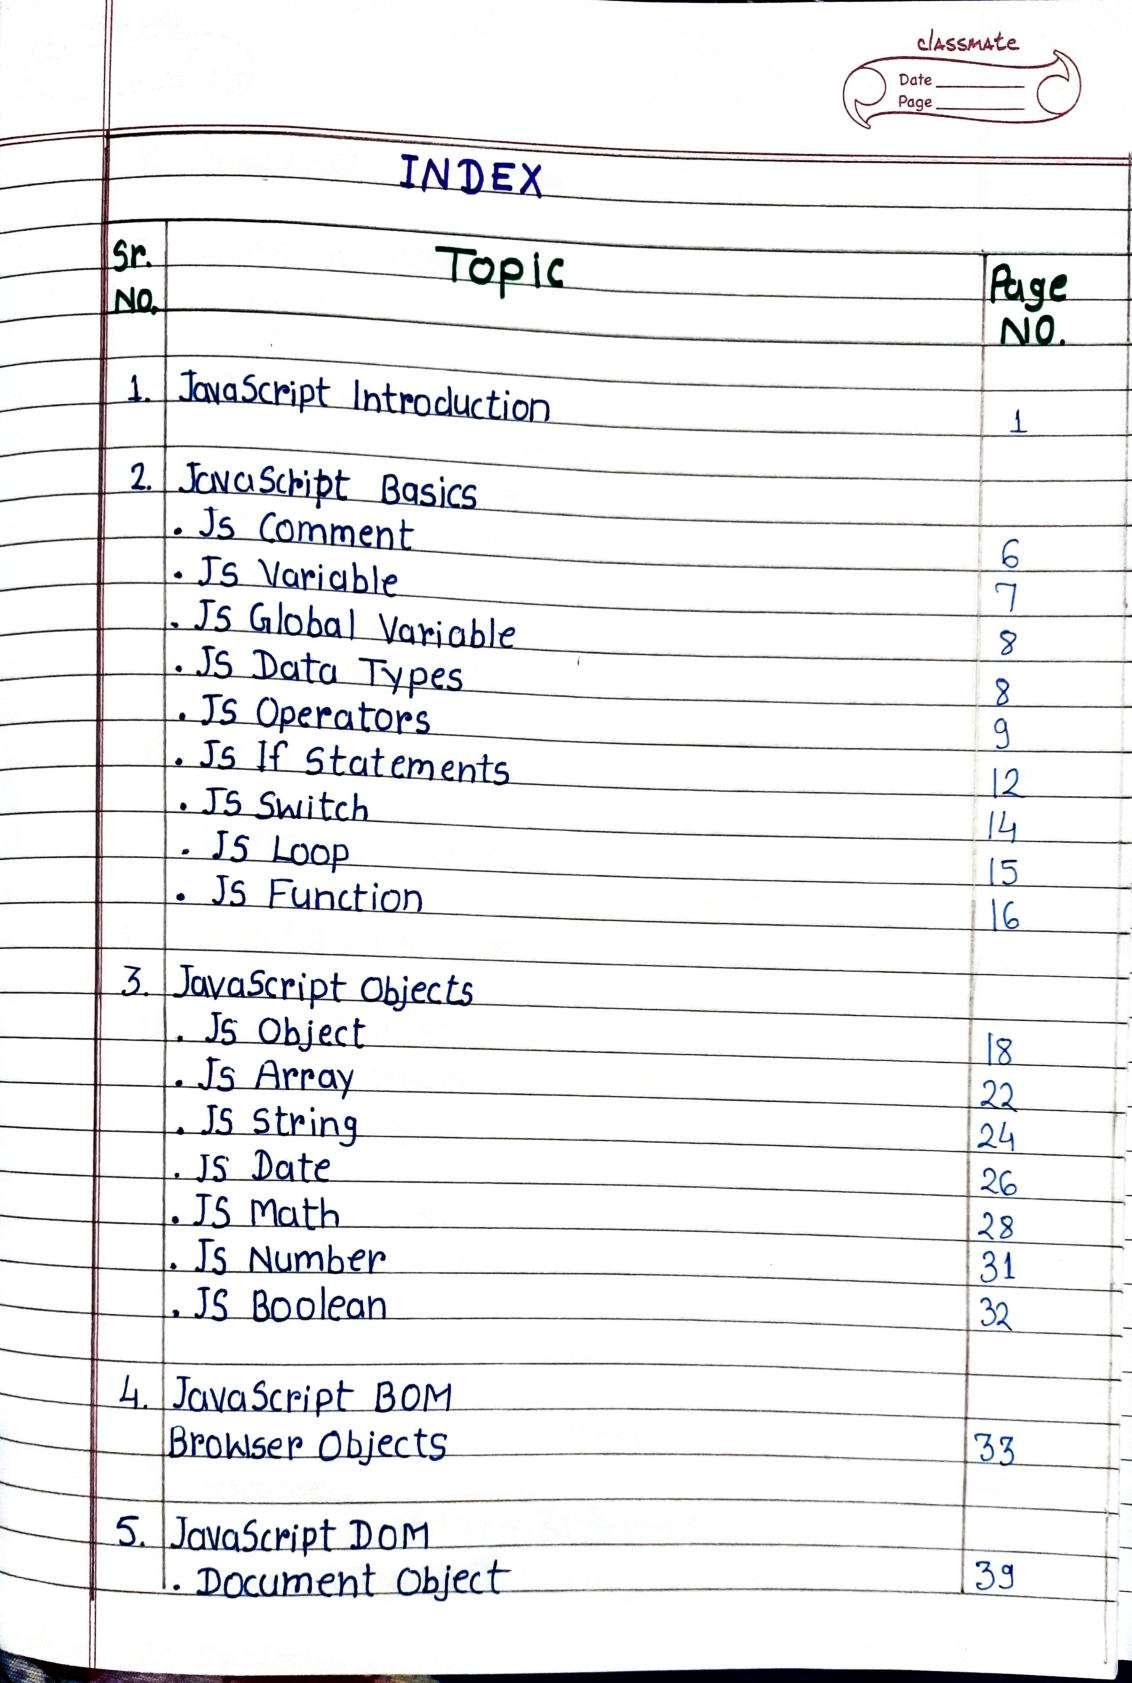 classmate
Date
Page
INDEX
Sr. No. Topic Page No.
1. JavaScript Introduction 1
2. JavaScript Basics
. JS Comment 6
. JS Variable 7
. JS Global Variable 8
. JS Data Types 8
. JS Operators 9
. JS If Statements 12
. JS Switch 14
. JS Loop 15
. JS Function 16
3. JavaScript Objects
. JS Object 18
. JS Array 22
. JS String 24
. JS Date 26
. JS Math 28
. JS Number 31
. JS Boolean 32
4. JavaScript BOM
Browser Objects 33
5. JavaScript DOM
. Document Object 39